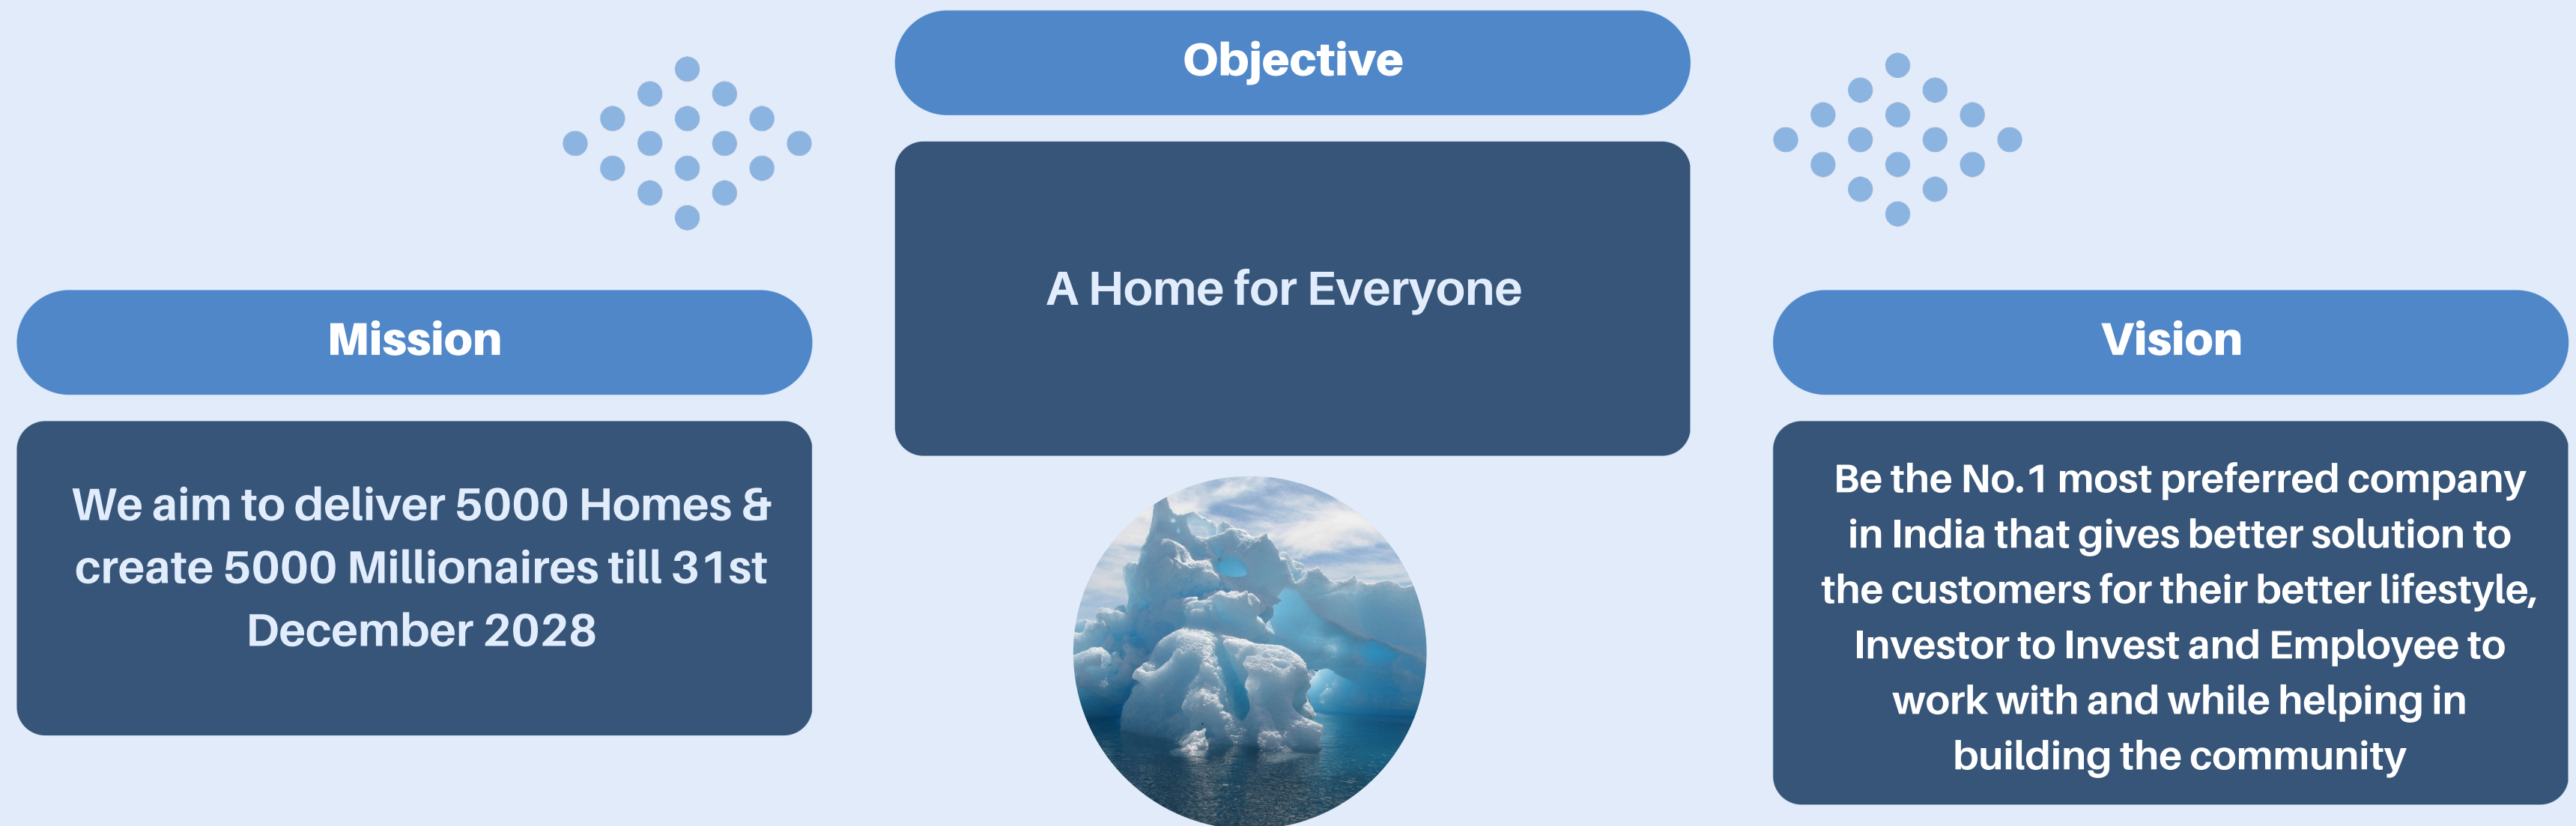 Objective
A Home for Everyone
Mission
We aim to deliver 5000 Homes &
create 5000 Millionaires till 31st
December 2028
Vision
Be the No.1 most preferred company
in India that gives better solution to
the customers for their better lifestyle,
Investor to Invest and Employee to
work with and while helping in
building the community